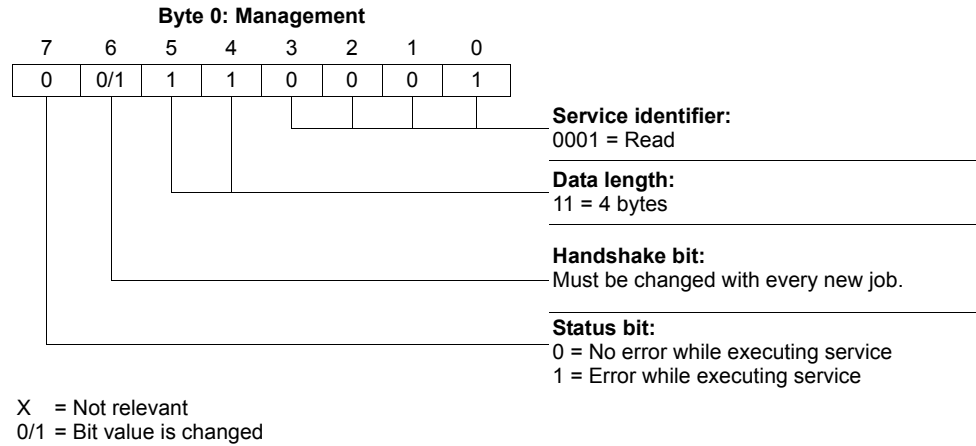 Byte 0: Management
7 6 5 4 3 2 1 0
0 0/1 1 1 0 0 0 1
Service identifier:
0001 = Read
Data length:
11 = 4 bytes
Handshake bit:
Must be changed with every new job.
Status bit:
0 = No error while executing service
1 = Error while executing service
X = Not relevant
0/1 = Bit value is changed